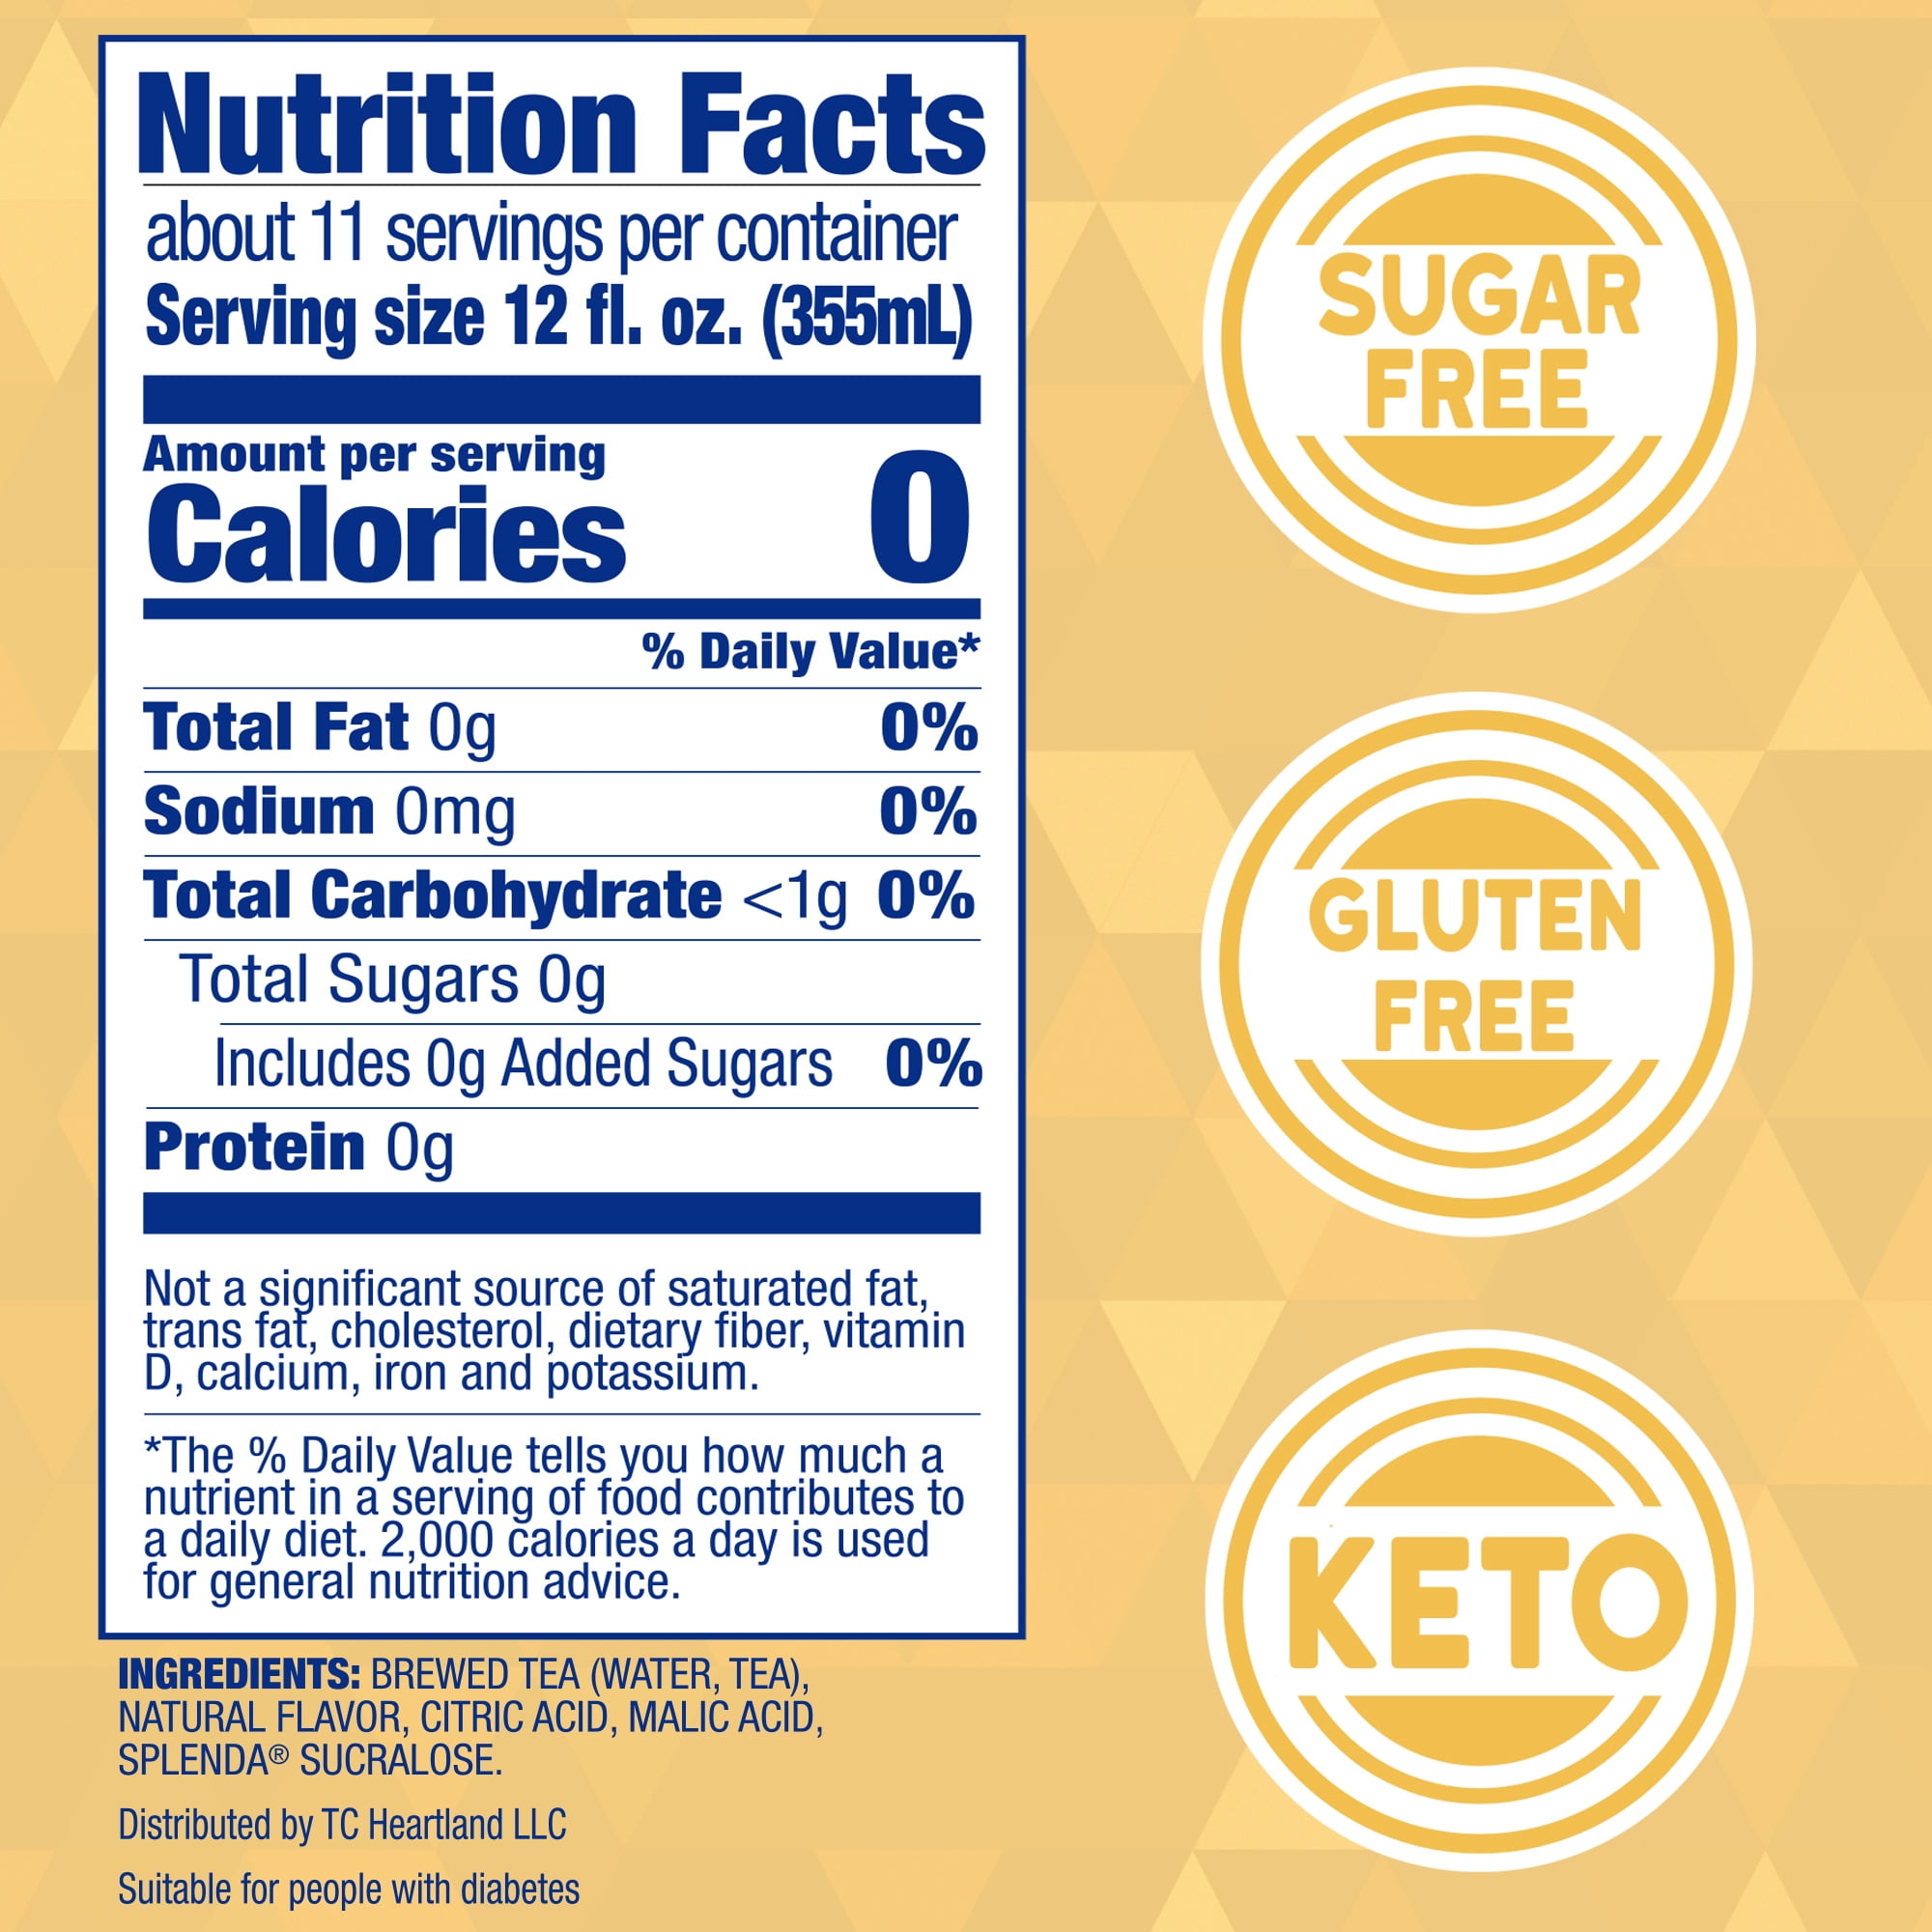 Nutrition Facts
about 11 servings per container
Serving size 12 fl. oz. (355mL)
Amount per serving
Calories 0
% Daily Value*
Total Fat 0g 0%
Sodium 0mg 0%
Total Carbohydrate <1g 0%
Total Sugars 0g
Includes 0g Added Sugars 0%
Protein 0g
Not a significant source of saturated fat,
trans fat, cholesterol, dietary fiber, vitamin
D, calcium, iron and potassium.
*The % Daily Value tells you how much a
nutrient in a serving of food contributes to
a daily diet. 2,000 calories a day is used
for general nutrition advice.
INGREDIENTS: BREWED TEA (WATER, TEA),
NATURAL FLAVOR, CITRIC ACID, MALIC ACID,
SPLENDA® SUCRALOSE.
Distributed by TC Heartland LLC
Suitable for people with diabetes
SUGAR
FREE
GLUTEN
FREE
KETO